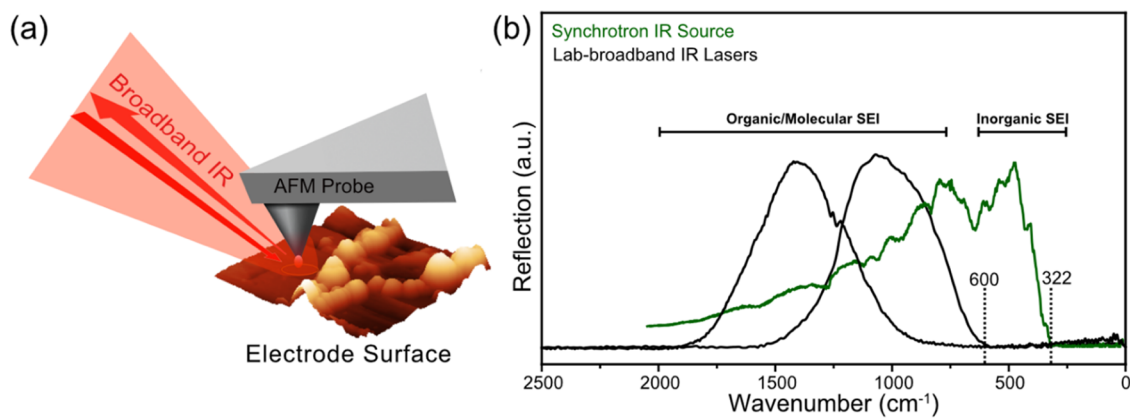 (a)
Broadband IR
AFM Probe
Electrode Surface
(b)
Synchrotron IR Source
Lab-broadband IR Lasers
Organic/Molecular SEI
Inorganic SEI
600
322
Reflection (a.u.)
2500 2000 1500 1000 500 0
Wavenumber (cm⁻¹)